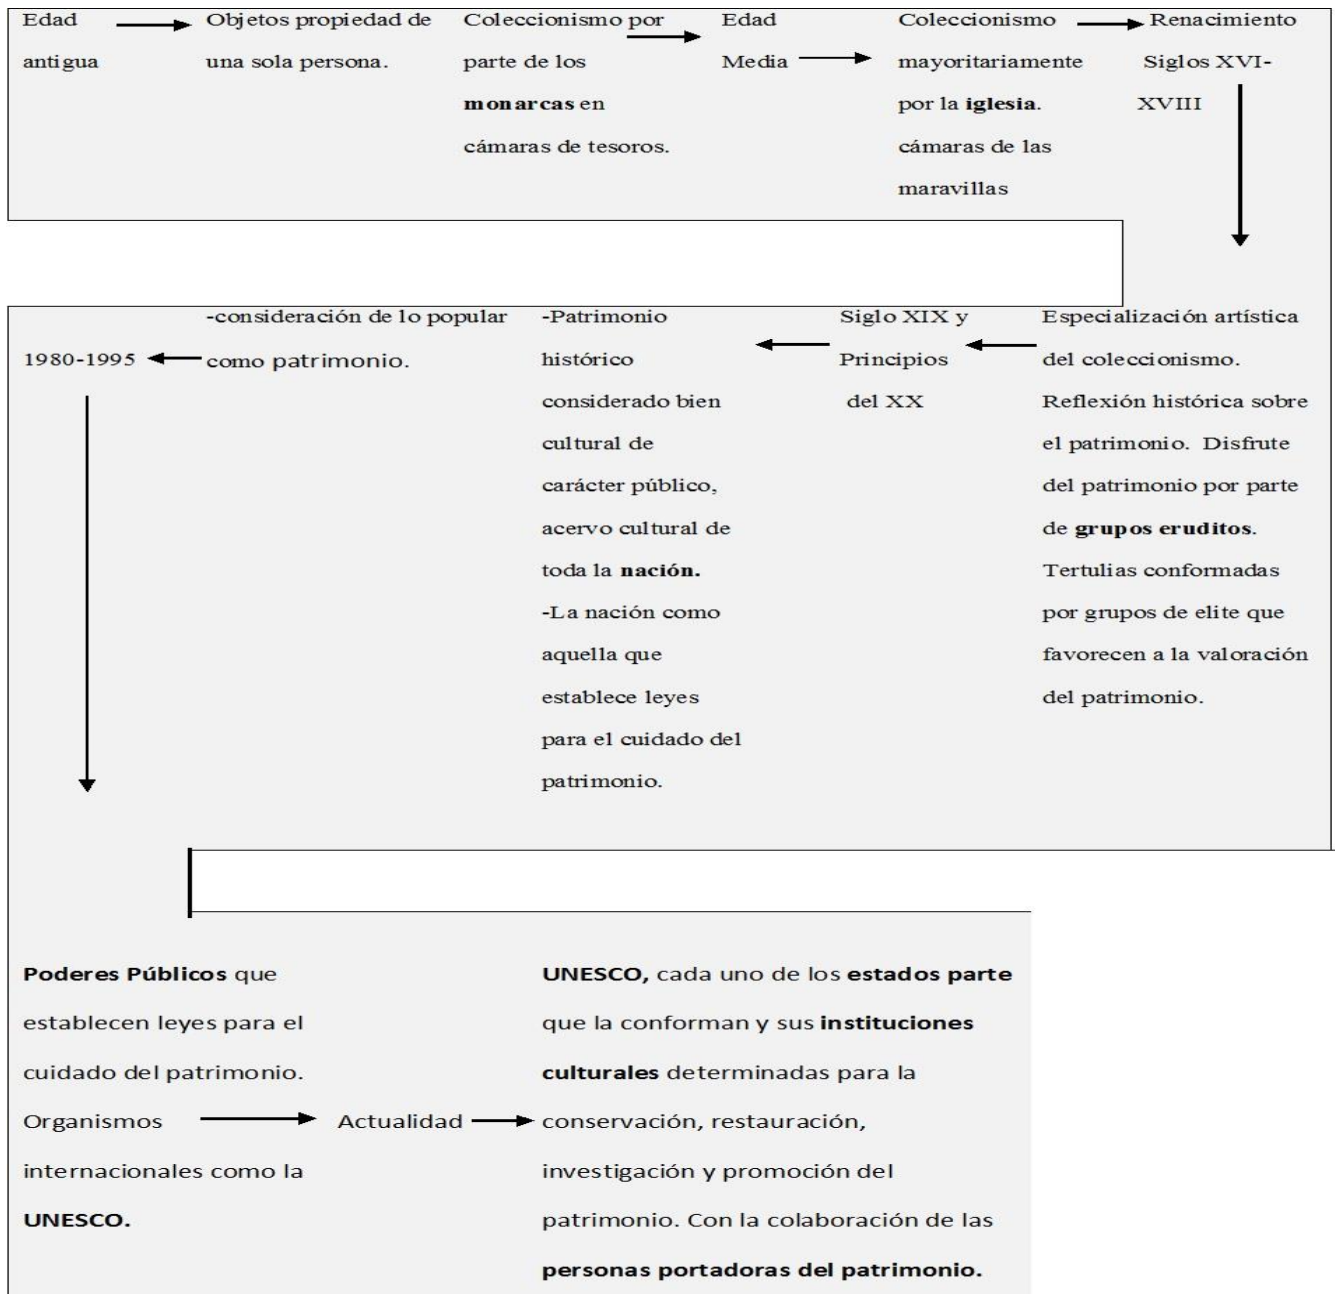 Edad
antigua
Objetos propiedad de
una sola persona.
Coleccionismo por
parte de los
monarcas en
cámaras de tesoros.
Edad
Media
Coleccionismo
mayoritariamente
por la iglesia.
cámaras de las
maravillas
Renacimiento
Siglos XVI-
XVIII
Especialización artística
del coleccionismo.
Reflexión histórica sobre
el patrimonio. Disfrute
del patrimonio por parte
de grupos eruditos.
Tertulias conformadas
por grupos de elite que
favorecen a la valoración
del patrimonio.
Siglo XIX y
Principios
del XX
-Patrimonio
histórico
considerado bien
cultural de
carácter público,
acervo cultural de
toda la nación.
-La nación como
aquella que
establece leyes
para el cuidado del
patrimonio.
-consideración de lo popular
como patrimonio.
1980-1995
Poderes Públicos que
establecen leyes para el
cuidado del patrimonio.
Organismos
internacionales como la
UNESCO.
Actualidad
UNESCO, cada uno de los estados parte
que la conforman y sus instituciones
culturales determinadas para la
conservación, restauración,
investigación y promoción del
patrimonio. Con la colaboración de las
personas portadoras del patrimonio.